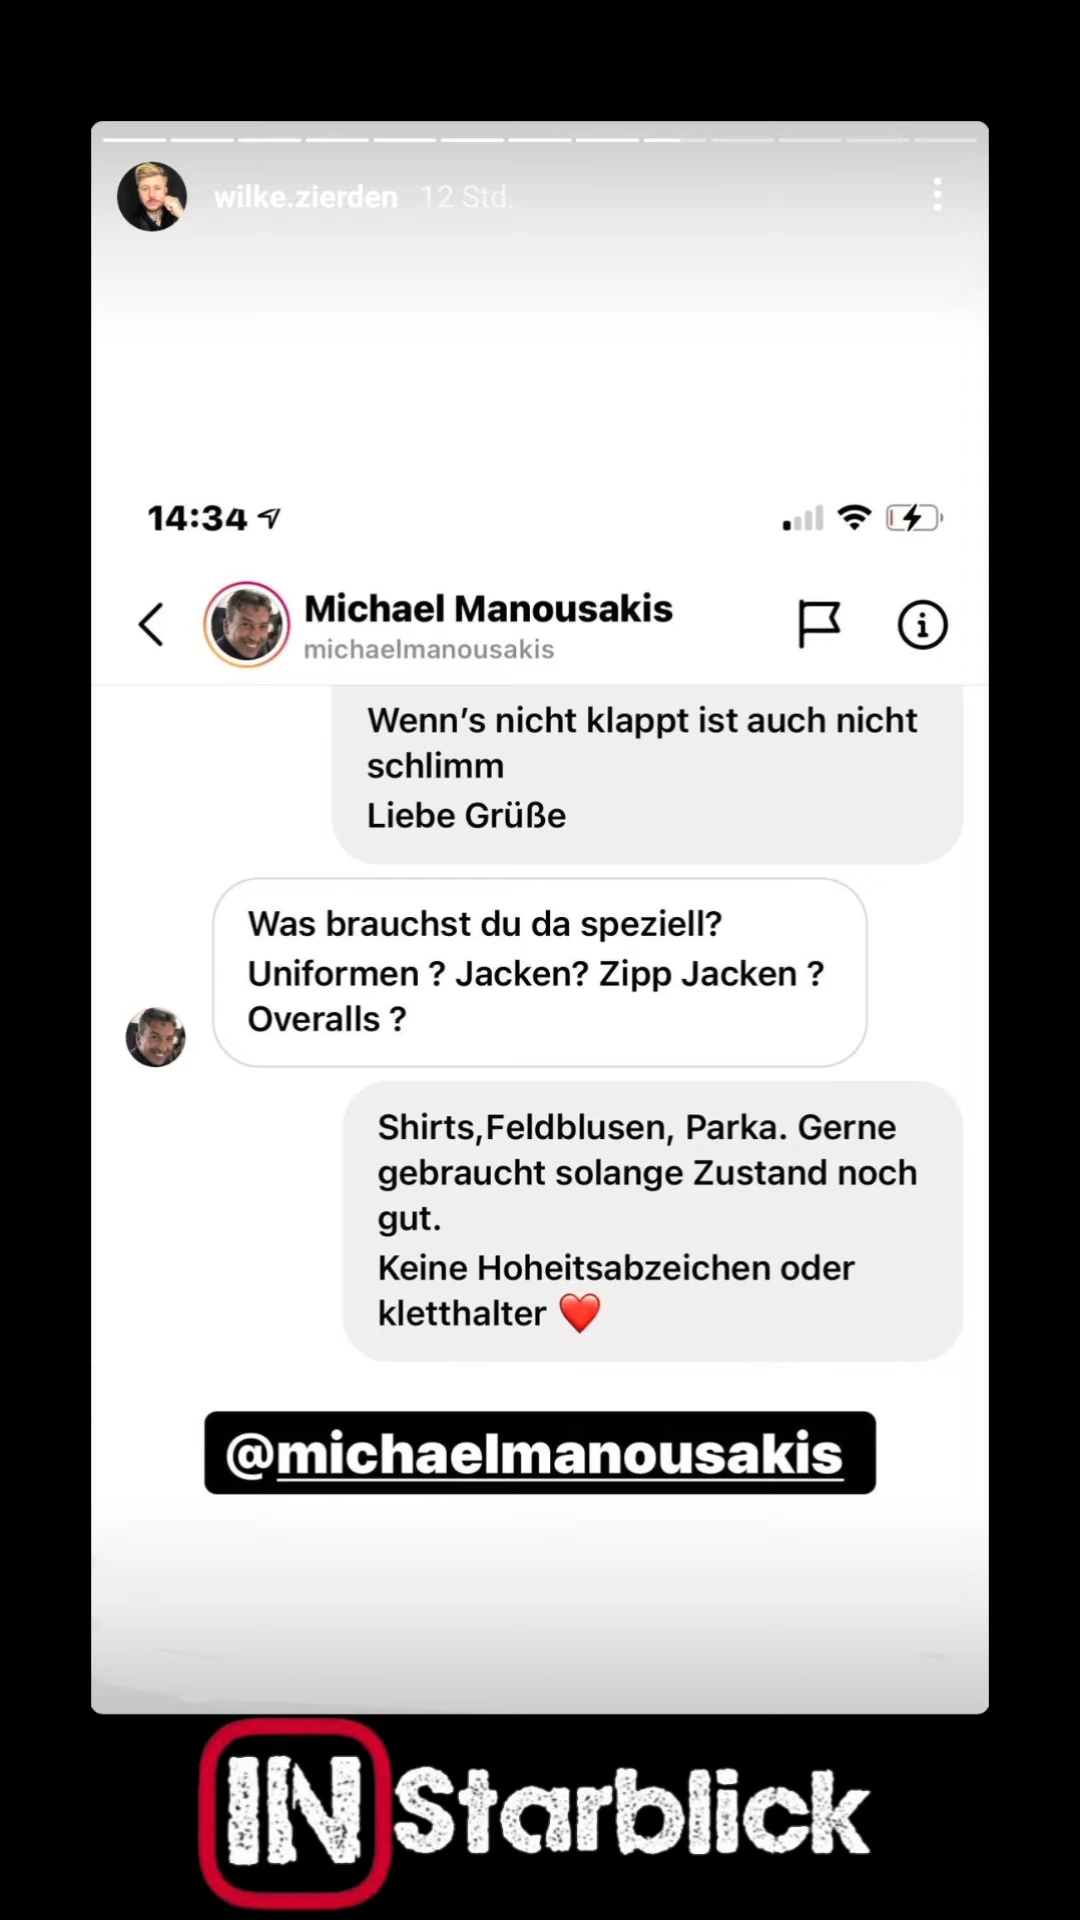 wilke.zierden 12 Std.
14:34
Michael Manousakis
michaelmanousakis
Wenn's nicht klappt ist auch nicht
schlimm
Liebe Grüße
Was brauchst du da speziell?
Uniformen ? Jacken? Zipp Jacken ?
Overalls ?
Shirts,Feldblusen, Parka. Gerne
gebraucht solange Zustand noch
gut.
Keine Hoheitsabzeichen oder
kletthalter ❤️
@michaelmanousakis
IN Starblick